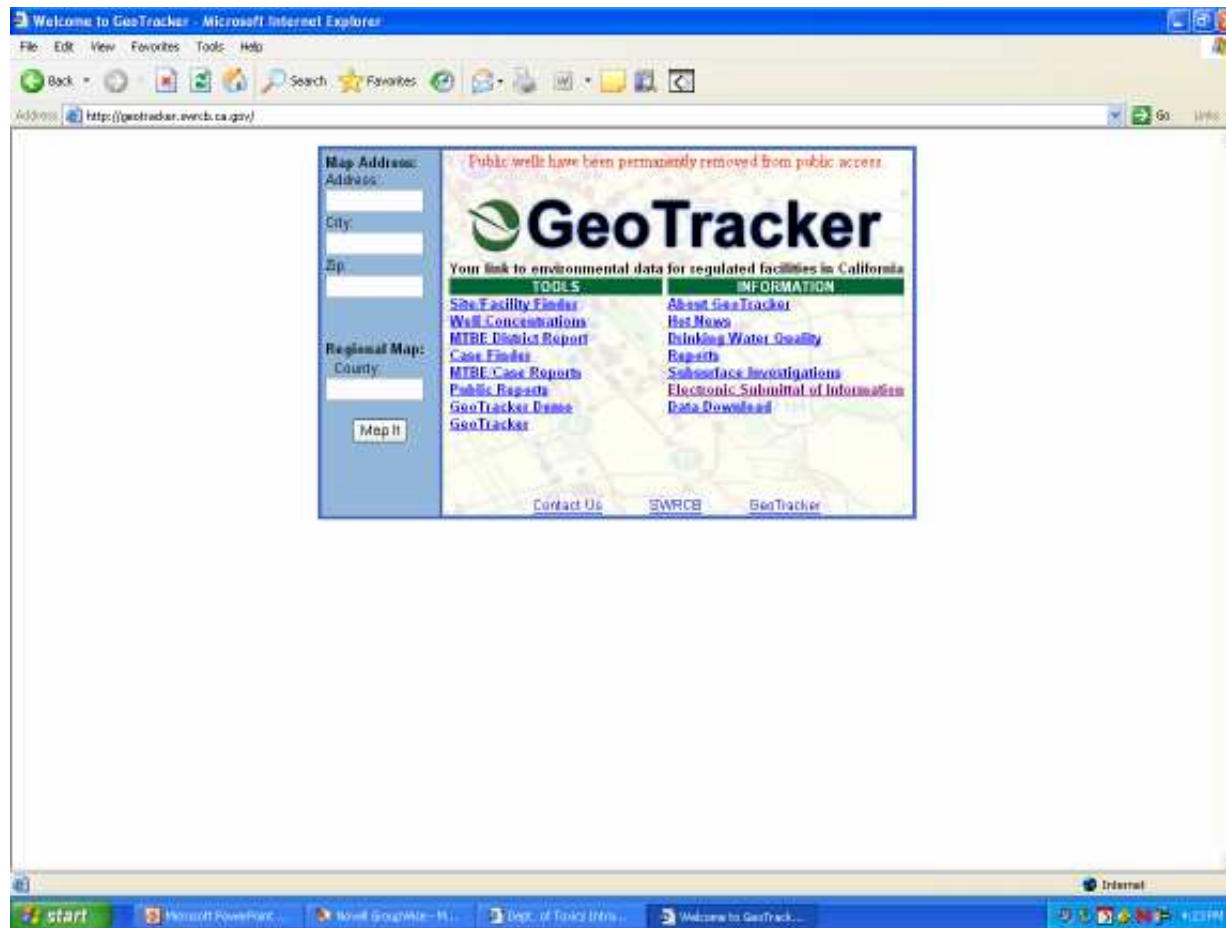 Welcome to GeoTracker - Microsoft Internet Explorer
File Edit View Favorites Tools Help
Back Search Favorites
Address http://geotracker.swrcb.ca.gov/ Go Links
Map Address:
Address:
City:
Zip:
Regional Map:
County:
Map It
Public wells have been permanently removed from public access.
GeoTracker
Your link to environmental data for regulated facilities in California
TOOLS
Site/Facility Finder
Well Concentrations
MTBE District Report
Case Finder
MTBE Case Reports
Public Reports
GeoTracker Demo
GeoTracker
INFORMATION
About GeoTracker
Hot News
Drinking Water Quality
Reports
Subsurface Investigations
Electronic Submittal of Information
Data Download
Contact Us SWRCB GeoTracker
Internet
start Microsoft PowerPoint ... Novell GroupWise - M... Dept. of Toxics Intra... Welcome to GeoTrack... 4:23 PM